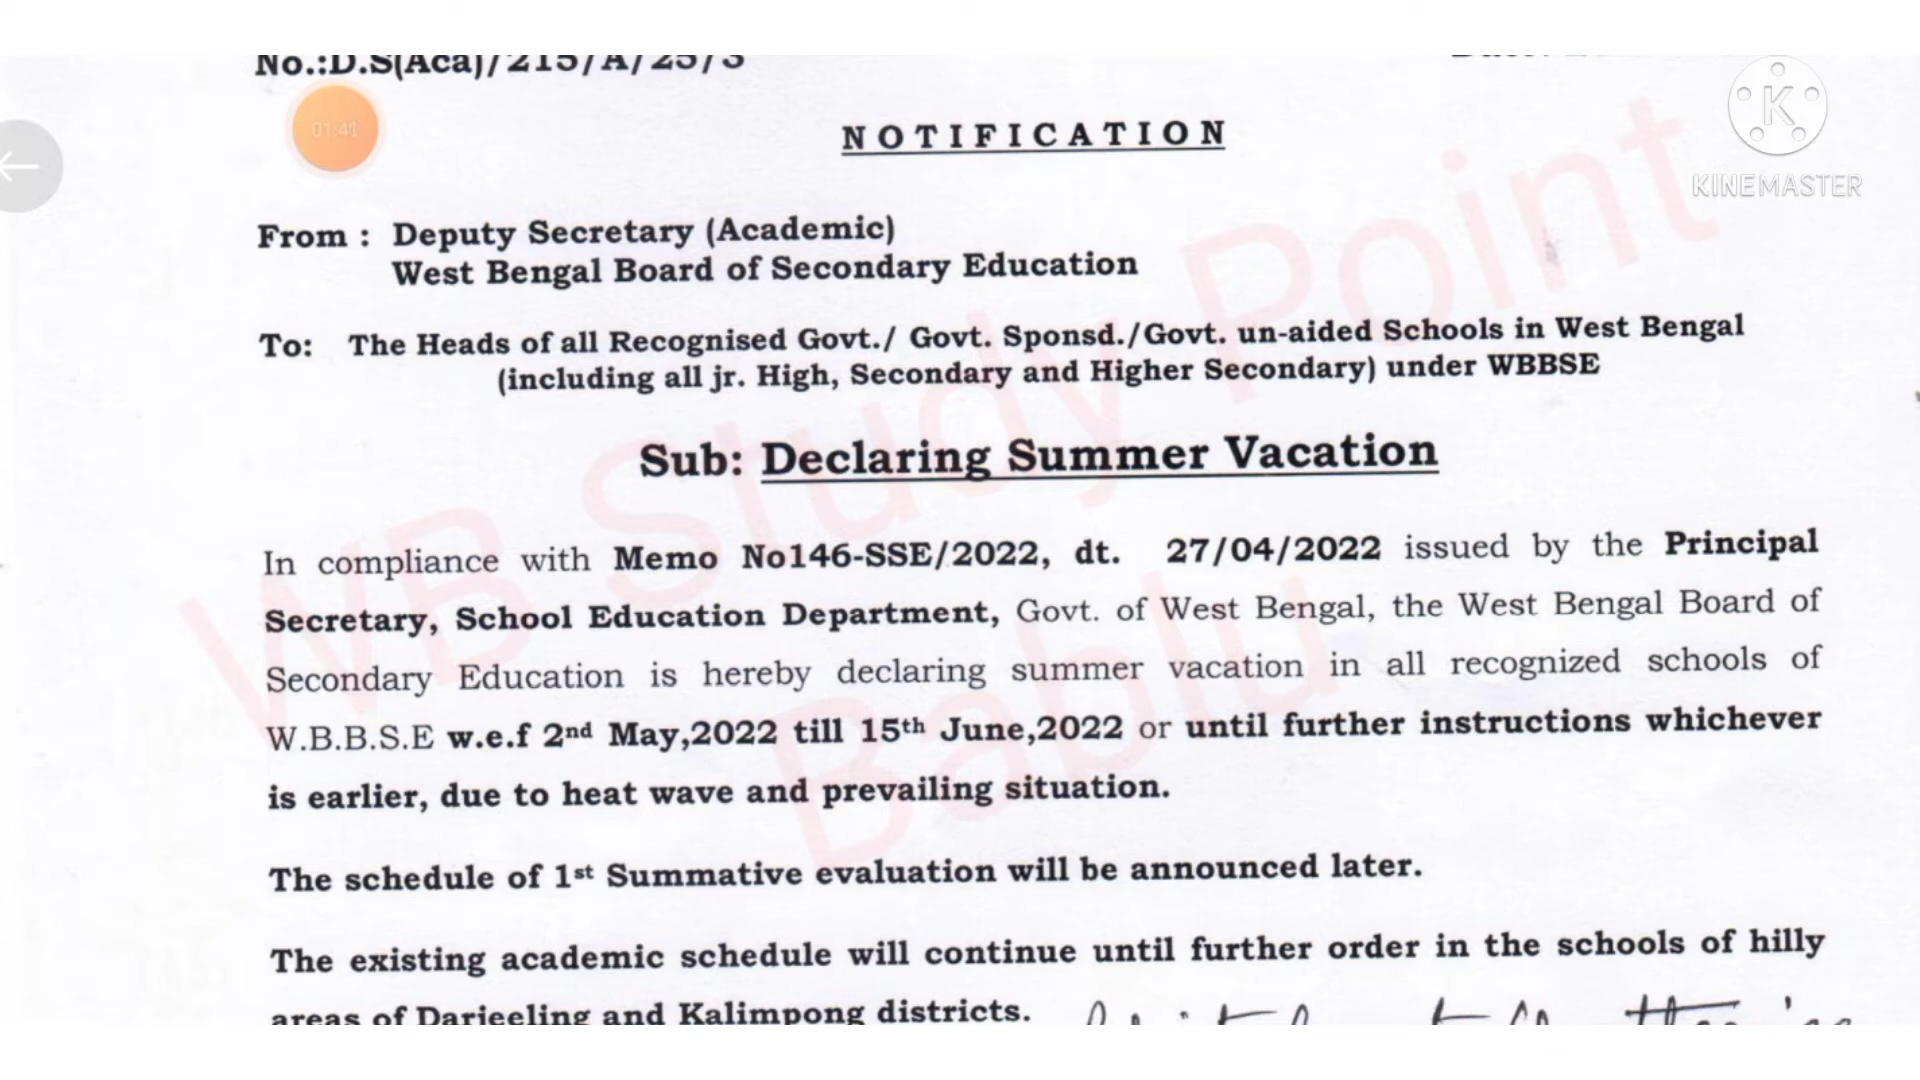 No.:D.S(Aca)/215/A/25/3
01:41
NOTIFICATION
KINEMASTER
From : Deputy Secretary (Academic)
West Bengal Board of Secondary Education
To: The Heads of all Recognised Govt./ Govt. Sponsd./Govt. un-aided Schools in West Bengal
(including all jr. High, Secondary and Higher Secondary) under WBBSE
Sub: Declaring Summer Vacation
In compliance with Memo No146-SSE/2022, dt. 27/04/2022 issued by the Principal
Secretary, School Education Department, Govt. of West Bengal, the West Bengal Board of
Secondary Education is hereby declaring summer vacation in all recognized schools of
W.B.B.S.E w.e.f 2nd May,2022 till 15th June,2022 or until further instructions whichever
is earlier, due to heat wave and prevailing situation.
The schedule of 1st Summative evaluation will be announced later.
The existing academic schedule will continue until further order in the schools of hilly
areas of Darjeeling and Kalimpong districts.
WB Study Point
Bablu